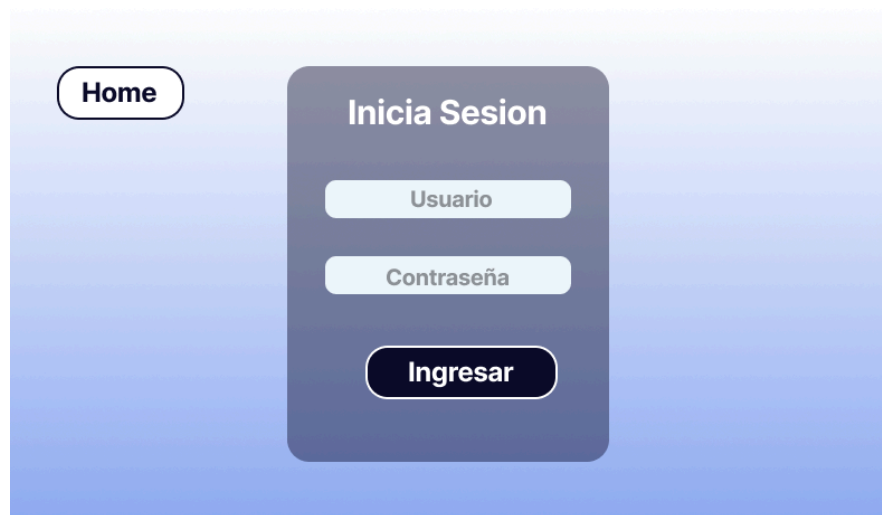 Home
Inicia Sesion
Usuario
Contraseña
Ingresar